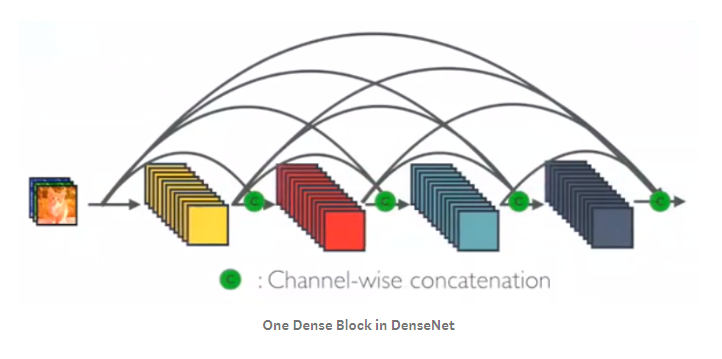 C C C C
C : Channel-wise concatenation
One Dense Block in DenseNet